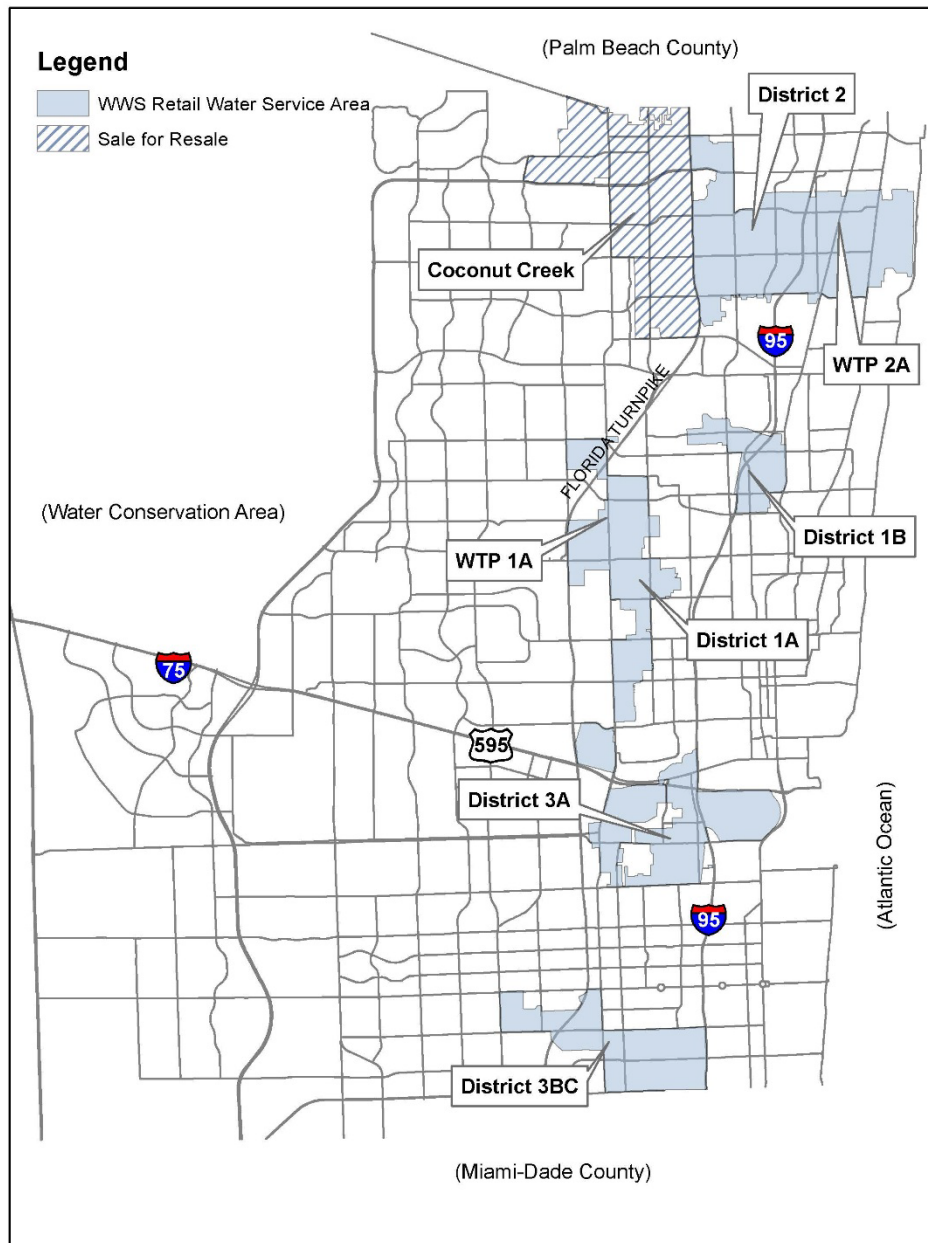 (Palm Beach County)
Legend
WWS Retail Water Service Area
Sale for Resale
District 2
Coconut Creek
95
WTP 2A
FLORIDA TURNPIKE
(Water Conservation Area)
WTP 1A
District 1B
District 1A
75
595
District 3A
(Atlantic Ocean)
95
District 3BC
(Miami-Dade County)